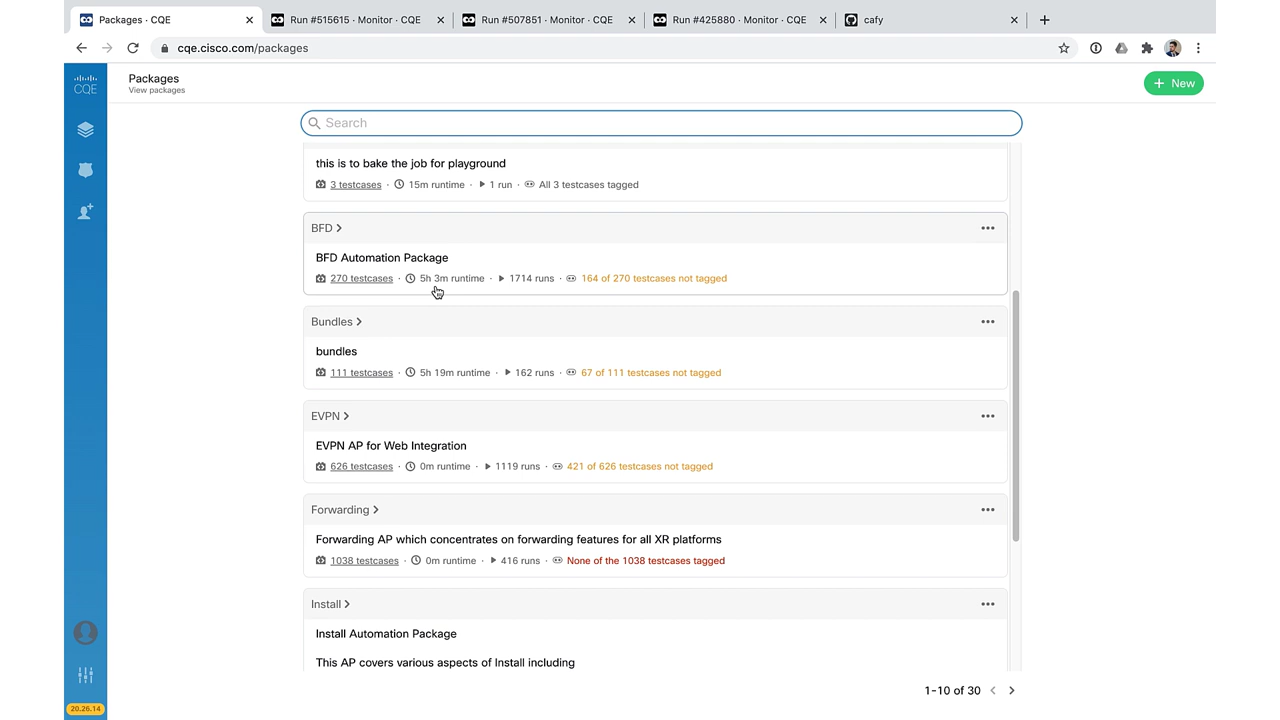 Packages · CQE
Run #515615 · Monitor · CQE
Run #507851 · Monitor · CQE
Run #425880 · Monitor · CQE
cafy
cqe.cisco.com/packages
CQE
Packages
View packages
+ New
Search
this is to bake the job for playground
3 testcases · 15m runtime · 1 run · All 3 testcases tagged
BFD >
BFD Automation Package
270 testcases · 5h 3m runtime · 1714 runs · 164 of 270 testcases not tagged
Bundles >
bundles
111 testcases · 5h 19m runtime · 162 runs · 67 of 111 testcases not tagged
EVPN >
EVPN AP for Web Integration
626 testcases · 0m runtime · 1119 runs · 421 of 626 testcases not tagged
Forwarding >
Forwarding AP which concentrates on forwarding features for all XR platforms
1038 testcases · 0m runtime · 416 runs · None of the 1038 testcases tagged
Install >
Install Automation Package
This AP covers various aspects of Install including
1-10 of 30
20.26.14